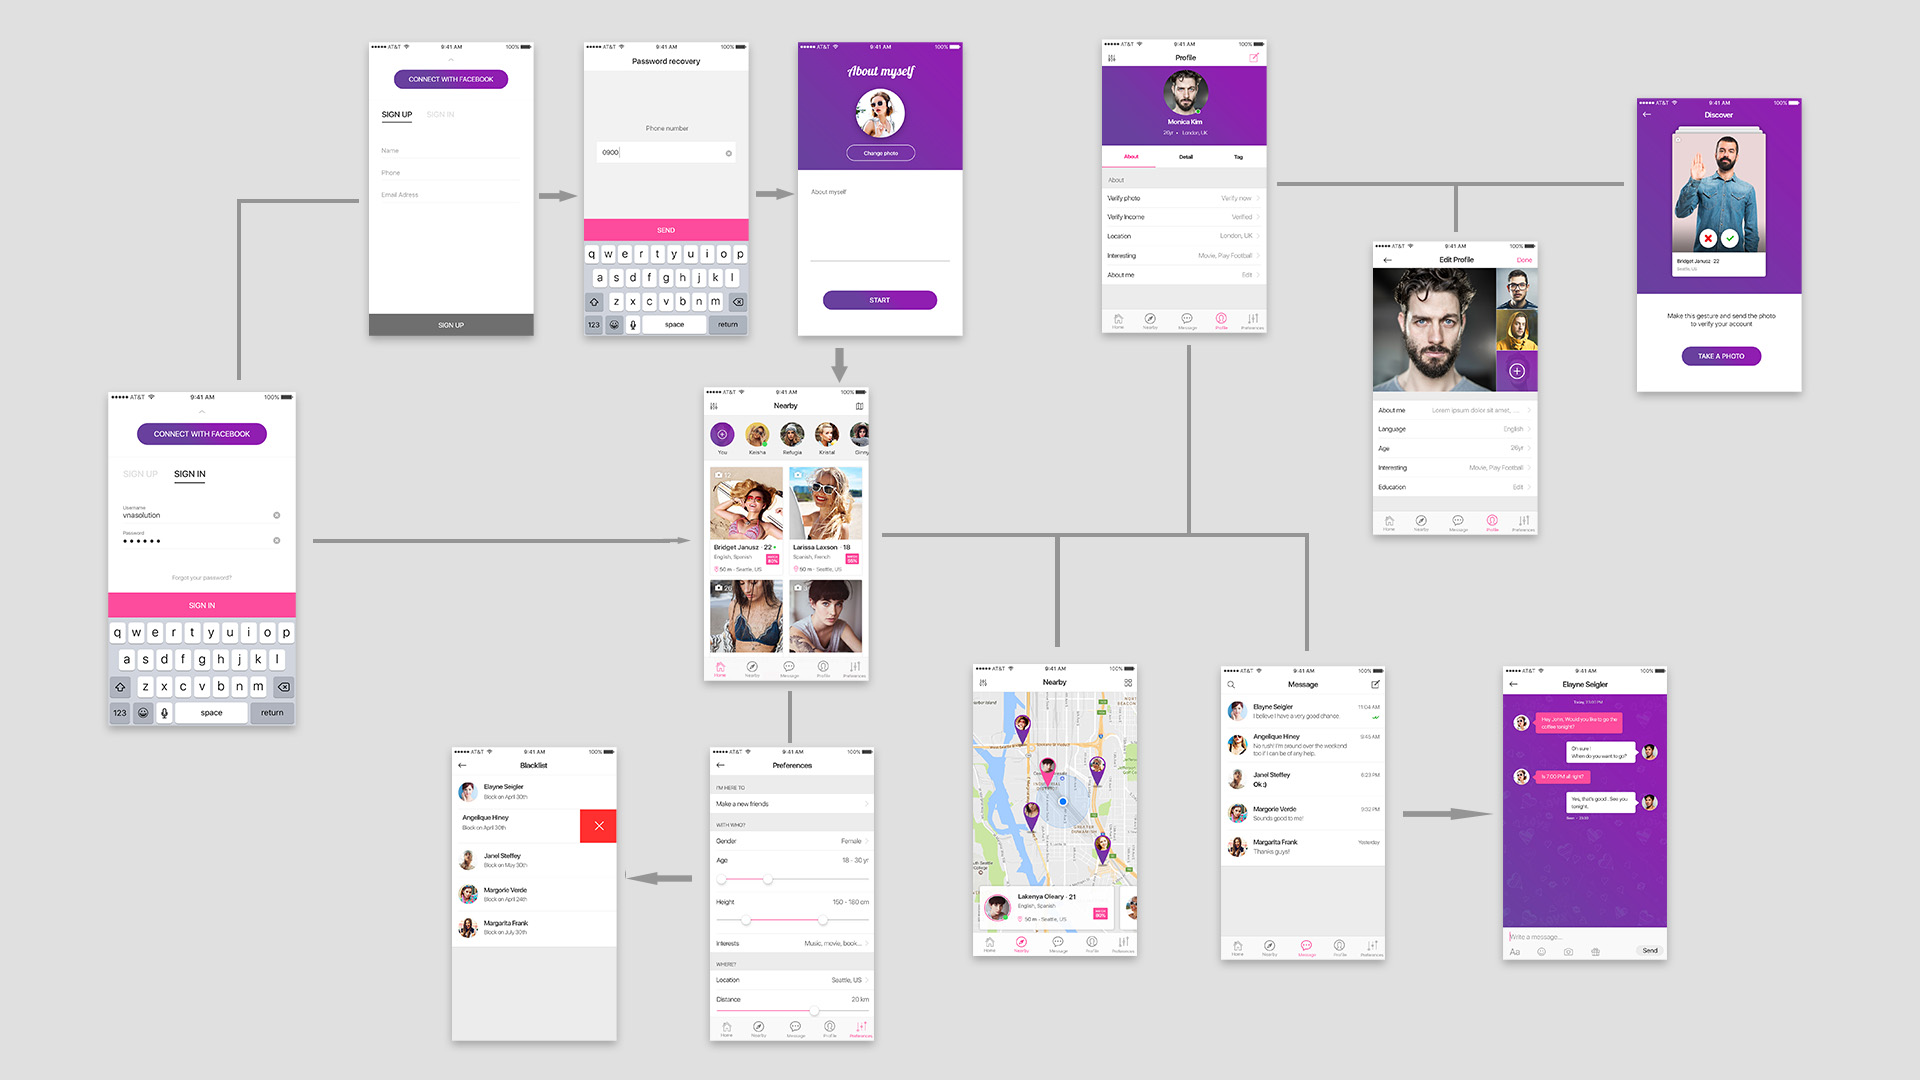 AT&T 9:41 AM 100%
CONNECT WITH FACEBOOK
SIGN UP SIGN IN
Name
Phone
Email Adress
SIGN UP
AT&T 9:41 AM 100%
Password recovery
Phone number
0900
SEND
q w e r t y u i o p
a s d f g h j k l
z x c v b n m
123 space return
AT&T 9:41 AM 100%
About myself
Change photo
About myself
START
AT&T 9:41 AM 100%
Profile
Monica Kim
26yr • London, UK
About Detail Tag
About
Verify photo Verify now
Verify Income Verified
Location London, UK
Interesting Movie, Pay Football
About me Edit
Home Nearby Message Profile Preferences
AT&T 9:41 AM 100%
Edit Profile Done
About me Lorem ipsum dolor sit amet, ...
Language English
Age 26yr
Interesting Movie, Pay Football
Education Edit
Home Nearby Message Profile Preferences
AT&T 9:41 AM 100%
Discover
Bridget Janusz 22
Seattle, US
Make this gesture and send the photo
to verify your account
TAKE A PHOTO
AT&T 9:41 AM 100%
CONNECT WITH FACEBOOK
SIGN UP SIGN IN
Username
vnasolution
Password
Forgot your password?
SIGN IN
q w e r t y u i o p
a s d f g h j k l
z x c v b n m
123 space return
AT&T 9:41 AM 100%
Nearby
You Keisha Refugia Kristal Ginny
12
Bridget Janusz · 22
English, Spanish
50 m - Seattle, US
80%
Larissa Laxson · 18
Spanish, French
50 m - Seattle, US
Home Nearby Message Profile Preferences
AT&T 9:41 AM 100%
Blacklist
Elayne Seigler
Block on April 30th
Angelique Hiney
Block on April 30th
Janel Steffey
Block on May 30th
Margorie Verde
Block on April 24th
Margarita Frank
Block on July 30th
AT&T 9:41 AM 100%
Preferences
I'M HERE TO
Make a new friends
WITH WHO?
Gender Female
Age 18 - 30 yr
Height 150 - 180 cm
Interests Music, movie, book...
WHERE?
Location Seattle, US
Distance 20 km
Home Nearby Message Profile Preferences
AT&T 9:41 AM 100%
Nearby
Lakenya Oleary · 21
English, Spanish
50 m - Seattle, US
90%
Home Nearby Message Profile Preferences
AT&T 9:41 AM 100%
Message
Elayne Seigler 11:04 AM
I believe I have a very good chance
Angelique Hiney 9:45 AM
No rush! I'm around over the weekend
too if I can be of any help.
Janel Steffey 6:23 PM
Ok :)
Margorie Verde 9:02 PM
Sounds good to me!
Margarita Frank Yesterday
Thanks guys!
Home Nearby Message Profile Preferences
AT&T 9:41 AM 100%
Elayne Seigler
Hey John, Would you like to go the
coffee tonight?
Oh sure !
When do you want to go?
Is 7:00 PM all right?
Yes, that's good . See you
tonight.
Write a message...
Aa Send